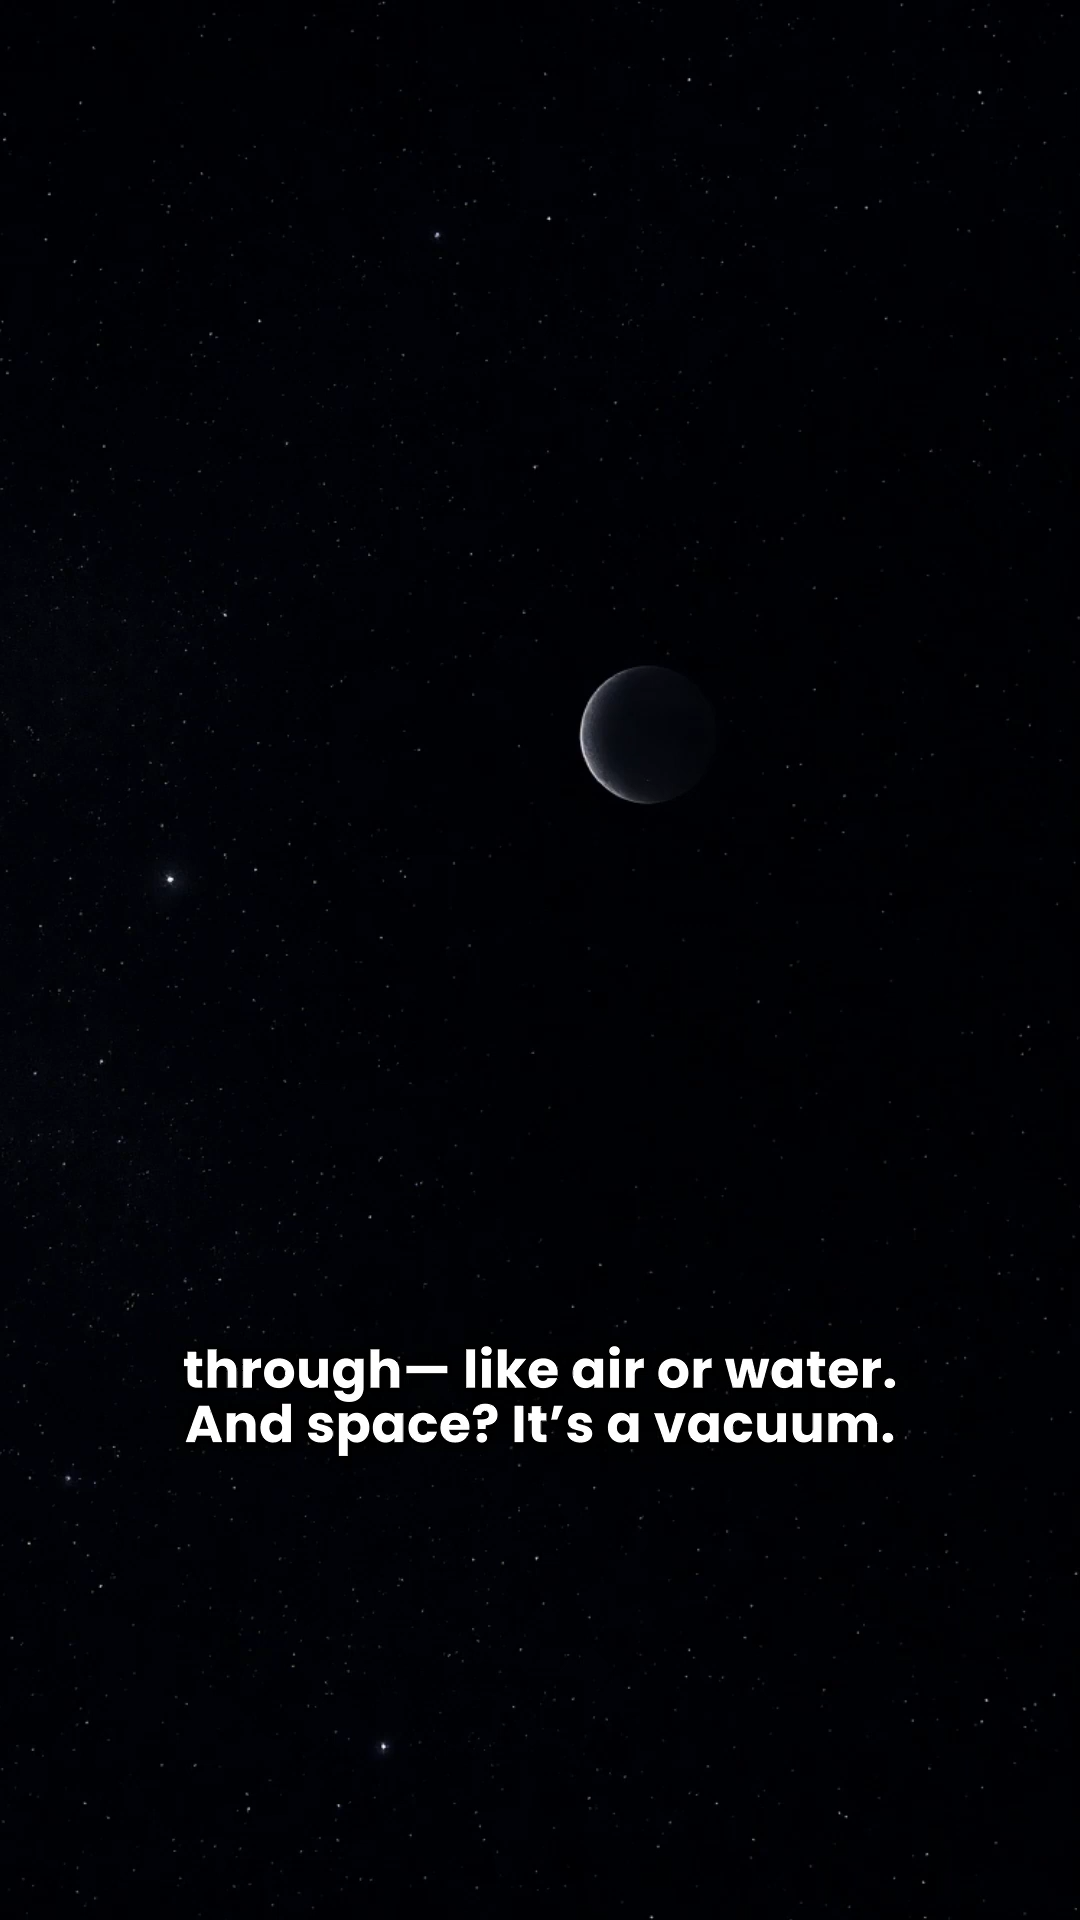 through— like air or water.
And space? It’s a vacuum.